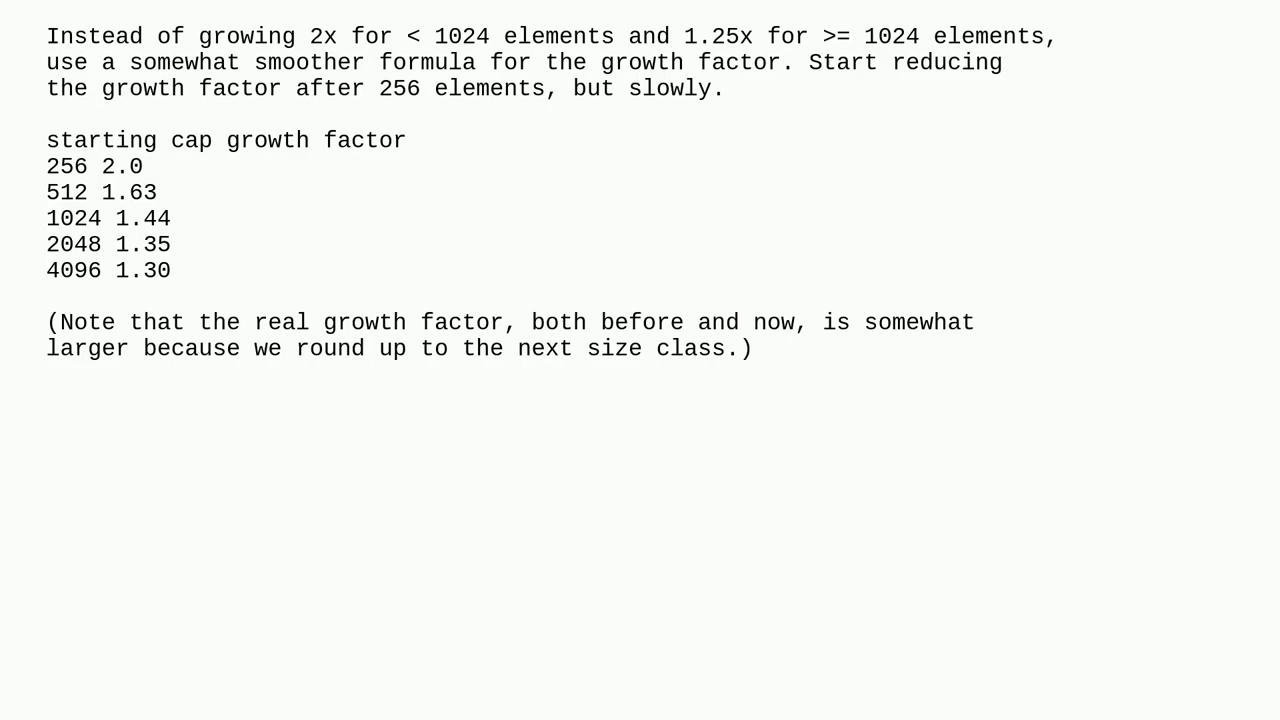 Instead of growing 2x for < 1024 elements and 1.25x for >= 1024 elements,
use a somewhat smoother formula for the growth factor. Start reducing
the growth factor after 256 elements, but slowly.

starting cap growth factor
256 2.0
512 1.63
1024 1.44
2048 1.35
4096 1.30

(Note that the real growth factor, both before and now, is somewhat
larger because we round up to the next size class.)